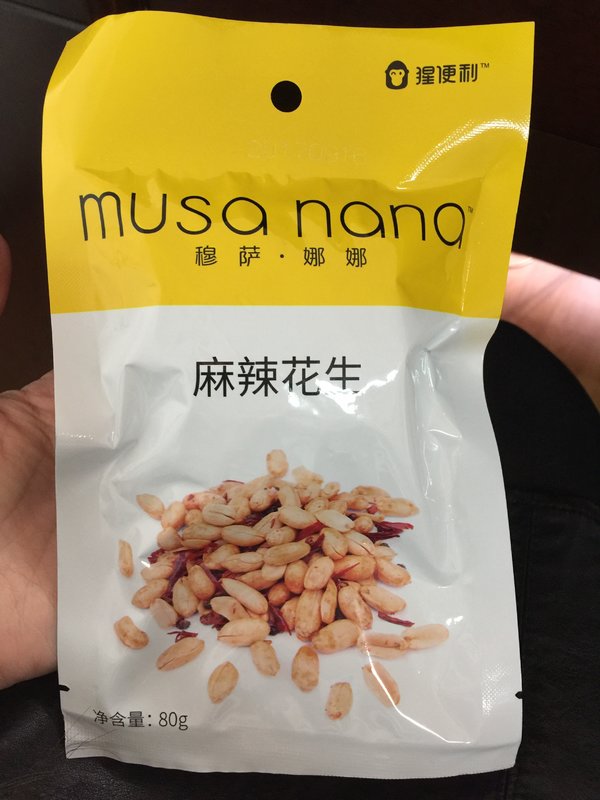 猩便利™
musa nana™
穆萨·娜娜
麻辣花生
净含量：80g